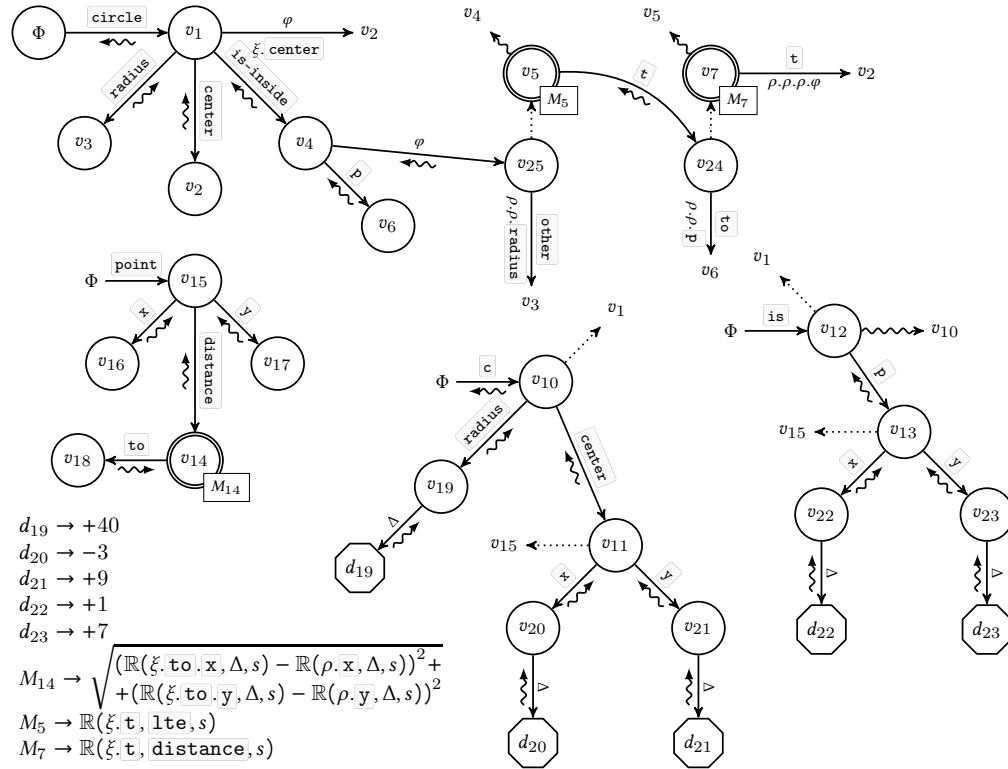 Φ circle v₁ φ v₂
ξ.center
radius center is-inside
v₃ v₂ v₄ p v₆
φ
v₄ v₅ M₅ t v₅ v₇ M₇ t v₂
ρ.ρ.ρ.φ
v₂₅ v₂₄
ρ.ρ.radius other ρ.ρ.p to
v₃ v₆
Φ point v₁₅
x y
v₁₆ distance v₁₇
v₁₈ to v₁₄
M₁₄
v₁
Φ c v₁₀
radius center
v₁₉
Δ
d₁₉
v₁₅ v₁₁
x y
v₂₀ v₂₁
Δ Δ
d₂₀ d₂₁
v₁
Φ is v₁₂ v₁₀
p
v₁₅ v₁₃
x y
v₂₂ v₂₃
Δ Δ
d₂₂ d₂₃
d₁₉ → +40
d₂₀ → −3
d₂₁ → +9
d₂₂ → +1
d₂₃ → +7
M₁₄ → √(ℝ(ξ.to.x, Δ, s) − ℝ(ρ.x, Δ, s))² +
+(ℝ(ξ.to.y, Δ, s) − ℝ(ρ.y, Δ, s))²
M₅ → ℝ(ξ.t, lte, s)
M₇ → ℝ(ξ.t, distance, s)